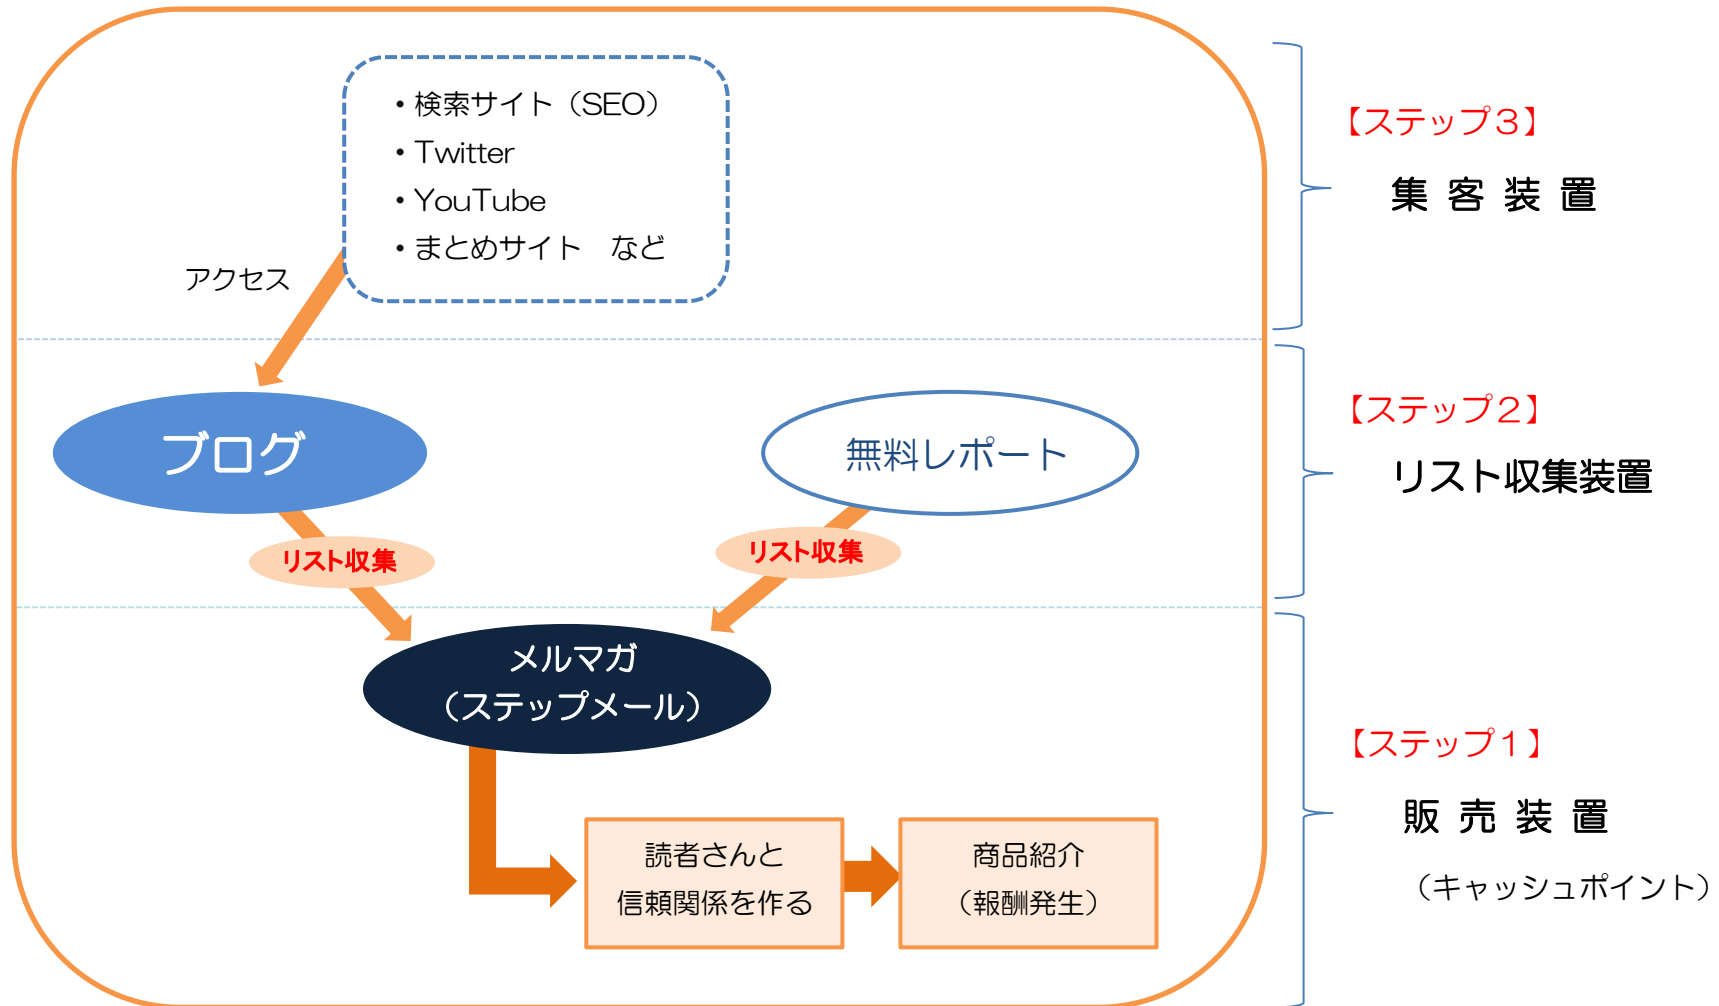 ・検索サイト（SEO）
・Twitter
・YouTube
・まとめサイト　など
アクセス
【ステップ３】
集 客 装 置
ブログ
無料レポート
リスト収集
リスト収集
【ステップ２】
リスト収集装置
メルマガ
（ステップメール）
読者さんと
信頼関係を作る
商品紹介
（報酬発生）
【ステップ１】
販 売 装 置
（キャッシュポイント）